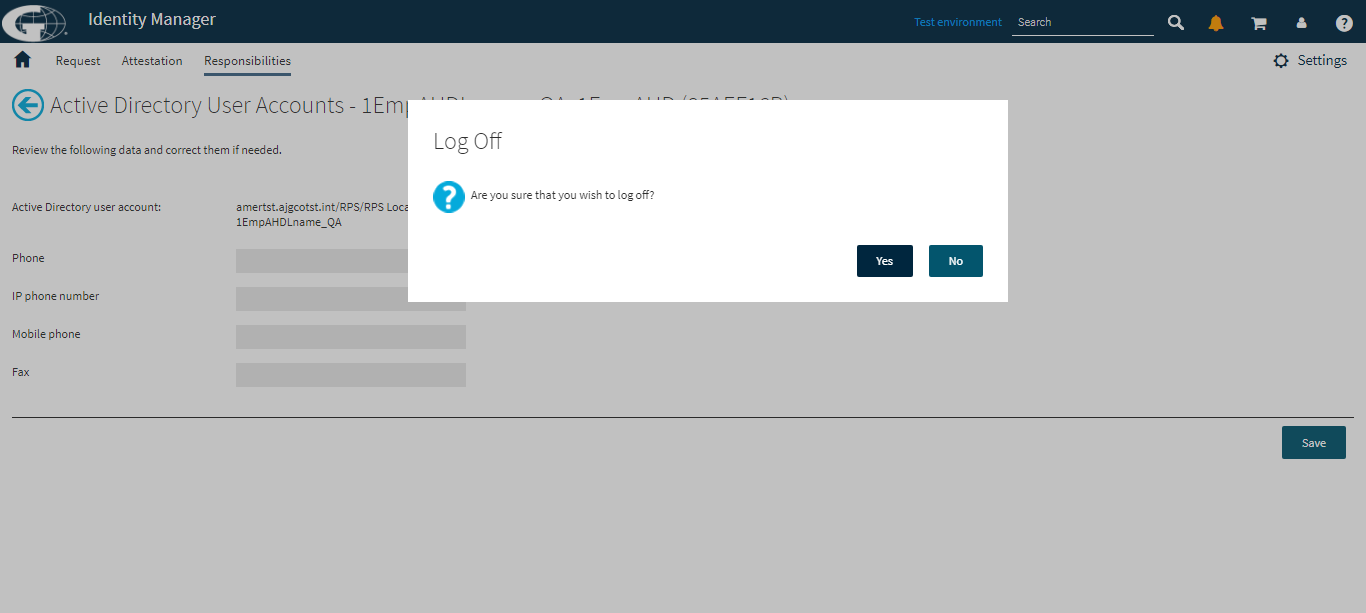 Identity Manager
Test environment
Search
Request
Attestation
Responsibilities
Settings
Active Directory User Accounts - 1Emp
Review the following data and correct them if needed.
Log Off
Are you sure that you wish to log off?
Yes
No
Active Directory user account:
amertst.ajgcotst.int/RPS/RPS Loca
1EmpAHDLname_QA
Phone
IP phone number
Mobile phone
Fax
Save